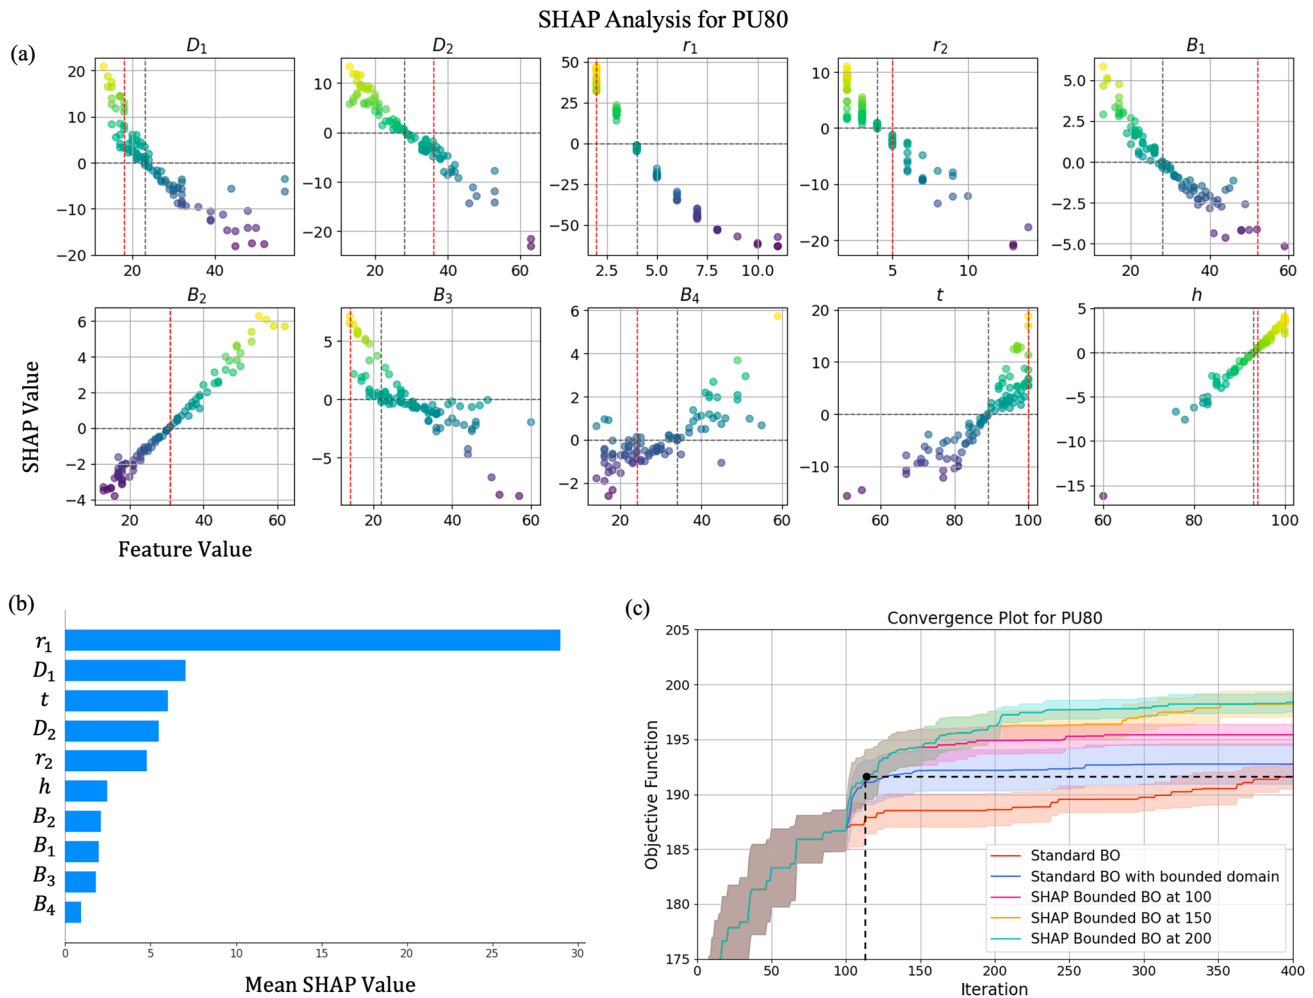 SHAP Analysis for PU80
(a)
D₁ D₂ r₁ r₂ B₁
20 10 0 −10 −20
20 40
10 0 −10 −20
20 40 60
50 25 0 −25 −50
2.5 5.0 7.5 10.0
10 0 −10 −20
5 10
5.0 2.5 0.0 −2.5 −5.0
20 40 60
SHAP Value
B₂ B₃ B₄ t h
6 4 2 0 −2 −4
20 40 60
5 0 −5
20 40 60
6 4 2 0 −2
20 40 60
20 10 0 −10
60 80 100
5 0 −5 −10 −15
60 70 80 90 100
Feature Value
(b)
r₁
D₁
t
D₂
r₂
h
B₂
B₁
B₃
B₄
0 5 10 15 20 25 30
Mean SHAP Value
(c)
Convergence Plot for PU80
Objective Function
205
200
195
190
185
180
175
Standard BO
Standard BO with bounded domain
SHAP Bounded BO at 100
SHAP Bounded BO at 150
SHAP Bounded BO at 200
0 50 100 150 200 250 300 350 400
Iteration